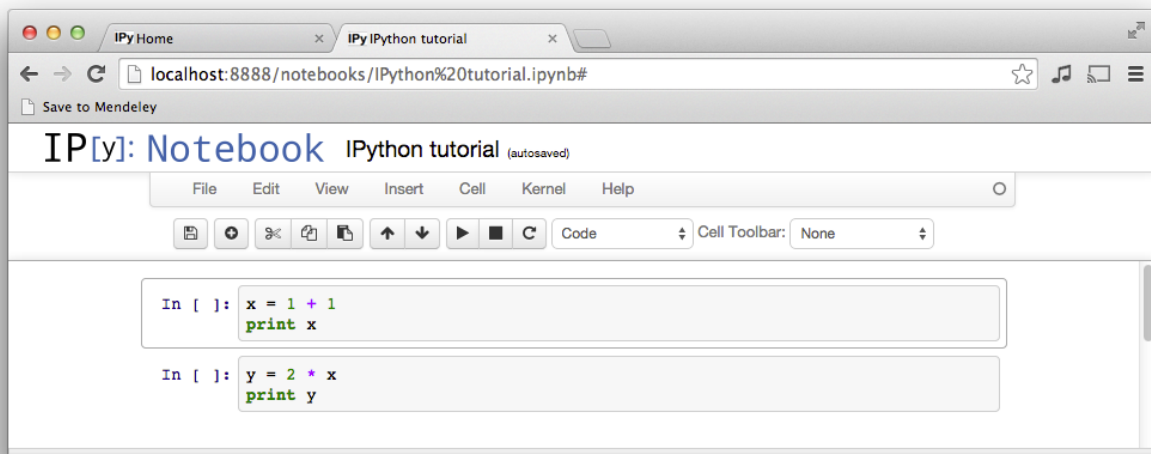 IPy Home IPy IPython tutorial
localhost:8888/notebooks/IPython%20tutorial.ipynb#
Save to Mendeley
IP[y]: Notebook IPython tutorial (autosaved)
File Edit View Insert Cell Kernel Help
Code Cell Toolbar: None
In [ ]: x = 1 + 1
print x
In [ ]: y = 2 * x
print y